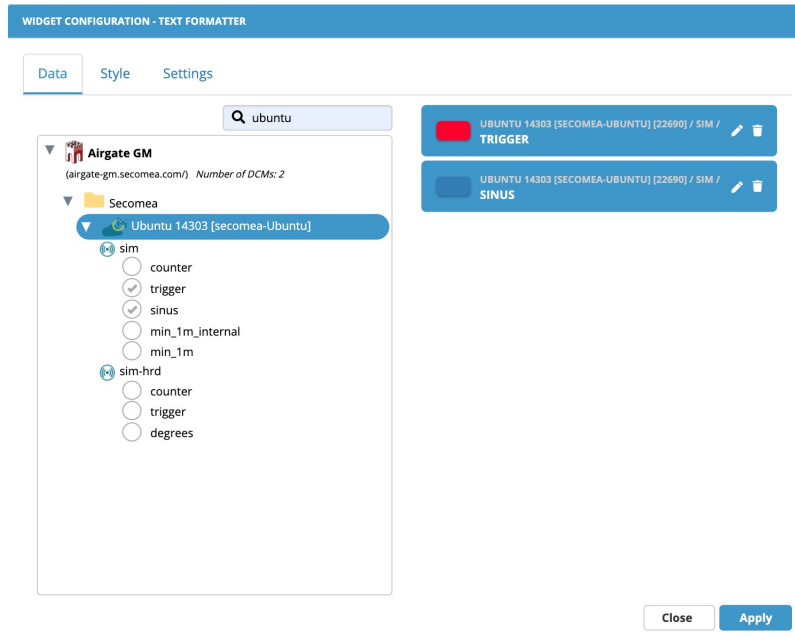 WIDGET CONFIGURATION - TEXT FORMATTER
Data Style Settings
ubuntu
Airgate GM
(airgate-gm.secomea.com/) Number of DCMs: 2
Secomea
Ubuntu 14303 [secomea-Ubuntu]
sim
counter
trigger
sinus
min_1m_internal
min_1m
sim-hrd
counter
trigger
degrees
UBUNTU 14303 [SECOMEA-UBUNTU] [22690] / SIM /
TRIGGER
UBUNTU 14303 [SECOMEA-UBUNTU] [22690] / SIM /
SINUS
Close Apply